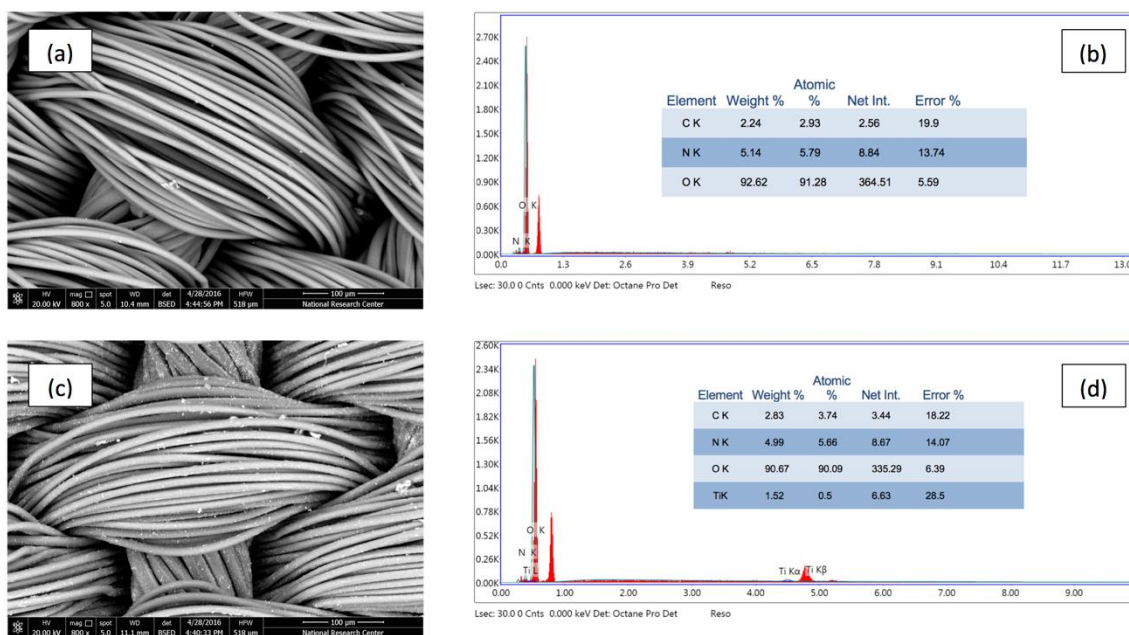 (a)
HV mag spot WD det 4/28/2016 HFW 100 μm
20.00 kV 800 x 5.0 10.4 mm BSED 4:44:56 PM 518 μm National Research Center
(b)
2.70K
2.40K
2.10K
1.80K
1.50K
1.20K
0.90K
0.60K
0.30K
0.00K
O K
N K
Element Weight % Atomic % Net Int. Error %
C K 2.24 2.93 2.56 19.9
N K 5.14 5.79 8.84 13.74
O K 92.62 91.28 364.51 5.59
0.0 1.3 2.6 3.9 5.2 6.5 7.8 9.1 10.4 11.7 13.0
Lsec: 30.0 0 Cnts 0.000 keV Det: Octane Pro Det Reso
(c)
HV mag spot WD det 4/28/2016 HFW 100 μm
20.00 kV 800 x 5.0 11.1 mm BSED 4:40:33 PM 518 μm National Research Center
(d)
2.60K
2.34K
2.08K
1.82K
1.56K
1.30K
1.04K
0.78K
0.52K
0.26K
0.00K
O K
N K
Ti L
Ti Kα Ti Kβ
Element Weight % Atomic % Net Int. Error %
C K 2.83 3.74 3.44 18.22
N K 4.99 5.66 8.67 14.07
O K 90.67 90.09 335.29 6.39
TiK 1.52 0.5 6.63 28.5
0.00 1.00 2.00 3.00 4.00 5.00 6.00 7.00 8.00 9.00
Lsec: 30.0 0 Cnts 0.000 keV Det: Octane Pro Det Reso